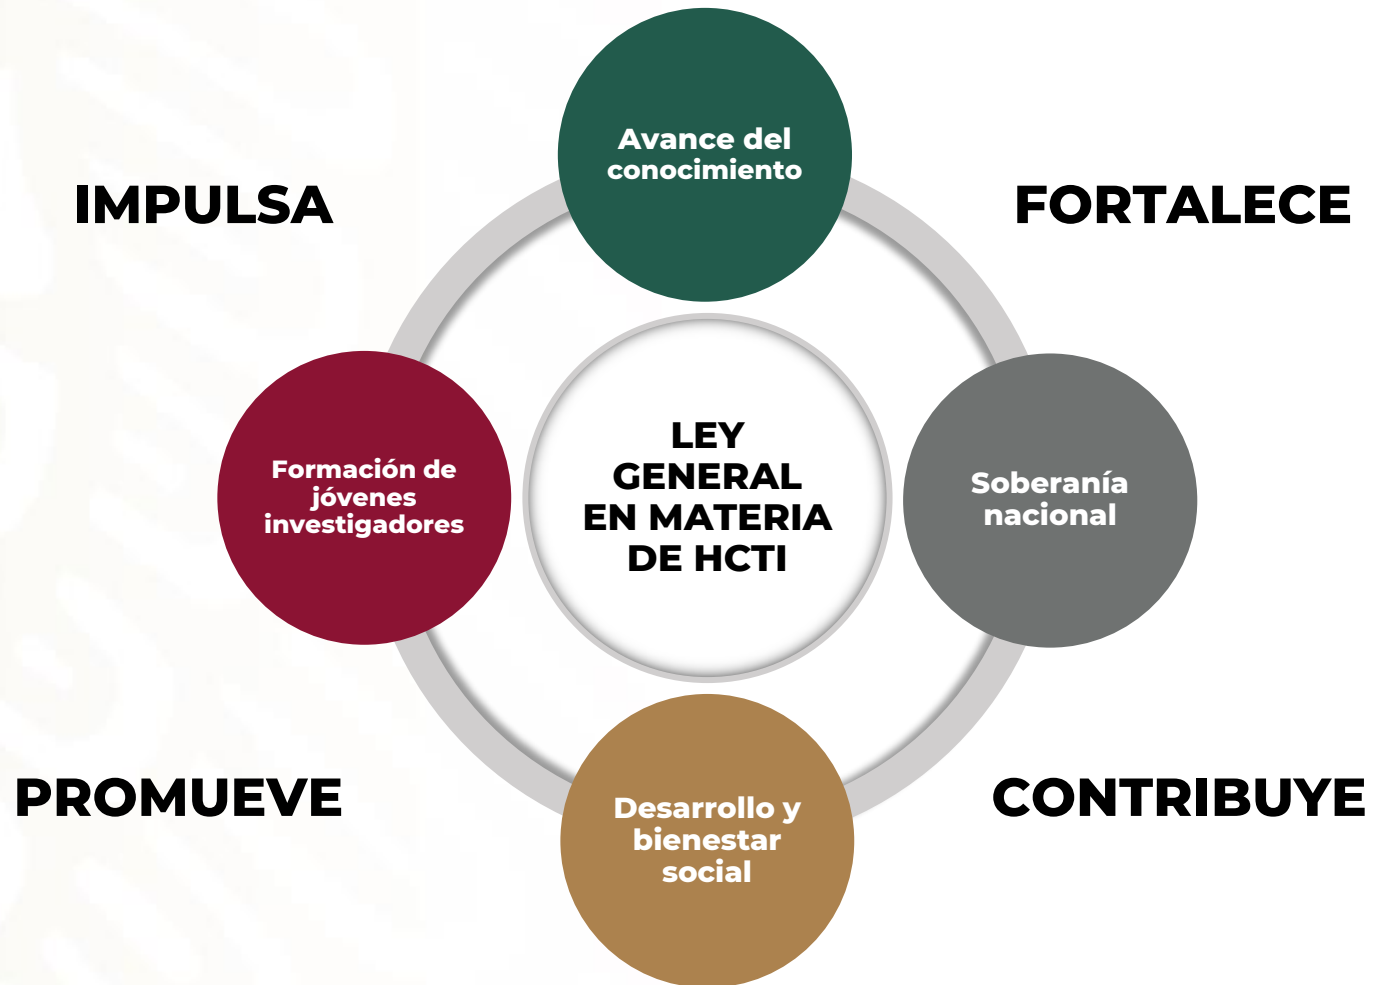 Avance del
conocimiento
IMPULSA
FORTALECE
Formación de
jóvenes
investigadores
LEY
GENERAL
EN MATERIA
DE HCTI
Soberanía
nacional
PROMUEVE
CONTRIBUYE
Desarrollo y
bienestar
social